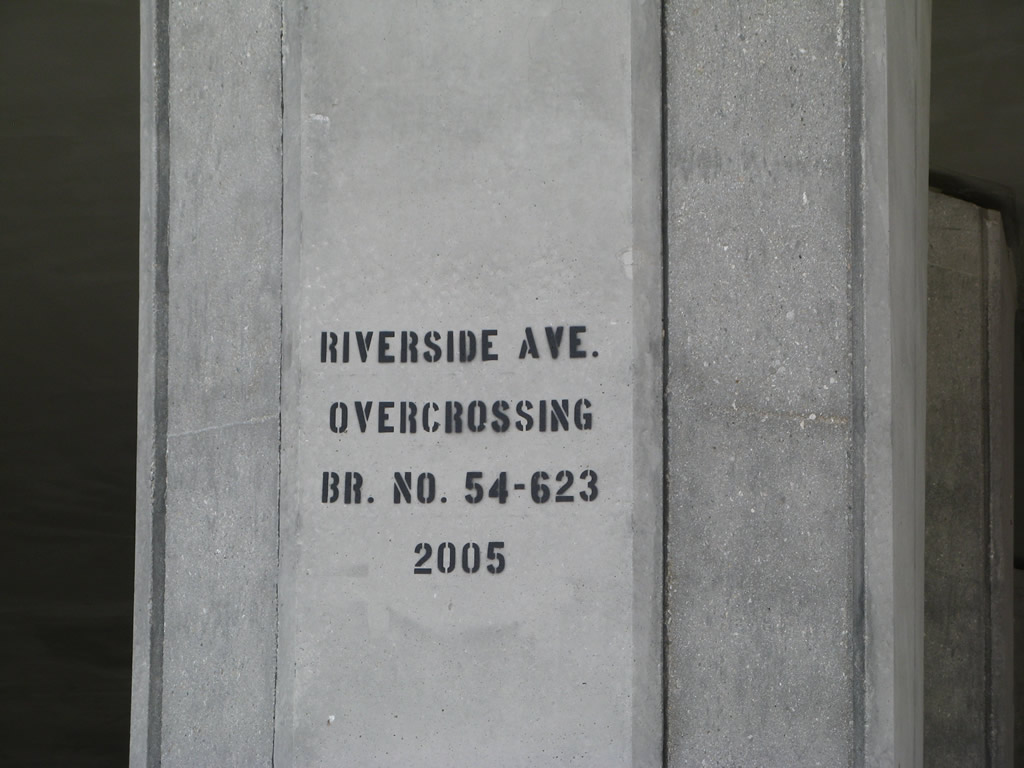 RIVERSIDE AVE.
OVERCROSSING
BR. NO. 54-623
2005